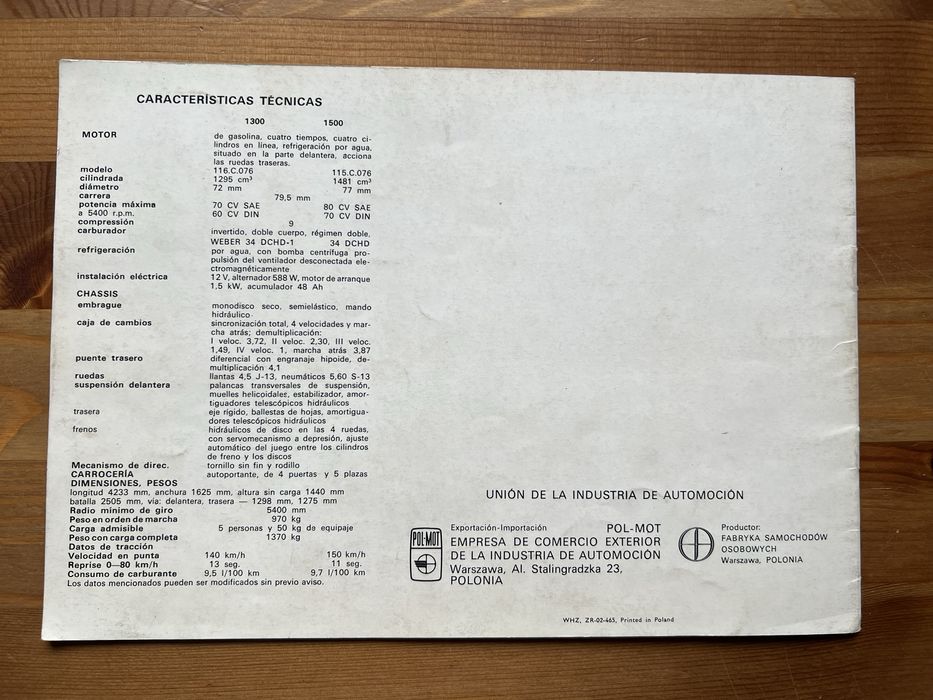 CARACTERÍSTICAS TÉCNICAS
1300 1500
MOTOR de gasolina, cuatro tiempos, cuatro ci-
lindros en línea, refrigeración por agua,
situado en la parte delantera, acciona
las ruedas traseras.
modelo 116.C.076 115.C.076
cilindrada 1295 cm³ 1481 cm³
diámetro 72 mm 77 mm
carrera 79,5 mm
potencia máxima 70 CV SAE 80 CV SAE
a 5400 r.p.m. 60 CV DIN 70 CV DIN
compressión 9
carburador invertido, doble cuerpo, régimen doble,
WEBER 34 DCHD-1 34 DCHD
refrigeración por agua, con bomba centrífuga pro-
pulsión del ventilador desconectada ele-
ctromagnéticamente
instalación eléctrica 12 V, alternador 588 W, motor de arranque
1,5 kW, acumulador 48 Ah
CHASSIS
embrague monodisco seco, semielástico, mando
hidráulico
caja de cambios sincronización total, 4 velocidades y mar-
cha atrás; demultiplicación:
I veloc. 3,72, II veloc. 2,30, III veloc.
1,49, IV veloc. 1, marcha atrás 3,87
puente trasero diferencial con engranaje hipoide, de-
multiplicación 4,1
ruedas llantas 4,5 J-13, neumáticos 5,60 S-13
suspensión delantera palancas transversales de suspensión,
muelles helicoidales, estabilizador, amor-
tiguadores telescópicos hidráulicos
trasera eje rígido, ballestas de hojas, amortigua-
dores telescópicos hidráulicos
frenos hidráulicos de disco en las 4 ruedas,
con servomecanismo a depresión, ajuste
automático del juego entre los cilindros
de freno y los discos
Mecanismo de direc. tornillo sin fin y rodillo
CARROCERÍA autoportante, de 4 puertas y 5 plazas
DIMENSIONES, PESOS
longitud 4233 mm, anchura 1625 mm, altura sin carga 1440 mm
batalla 2505 mm, vía: delantera, trasera — 1298 mm, 1275 mm
Radio mínimo de giro 5400 mm
Peso en orden de marcha 970 kg
Carga admisible 5 personas y 50 kg de equipaje
Peso con carga completa 1370 kg
Datos de tracción
Velocidad en punta 140 km/h 150 km/h
Reprise 0—80 km/h 13 seg. 11 seg.
Consumo de carburante 9,5 l/100 km 9,7 l/100 km
Los datos mencionados pueden ser modificados sin previo aviso.
UNIÓN DE LA INDUSTRIA DE AUTOMOCIÓN
POL-MOT
Exportación-Importación POL-MOT
EMPRESA DE COMERCIO EXTERIOR
DE LA INDUSTRIA DE AUTOMOCIÓN
Warszawa, Al. Stalingradzka 23,
POLONIA
Productor:
FABRYKA SAMOCHODÓW
OSOBOWYCH
Warszawa, POLONIA
WHZ, ZR-02-465, Printed in Poland